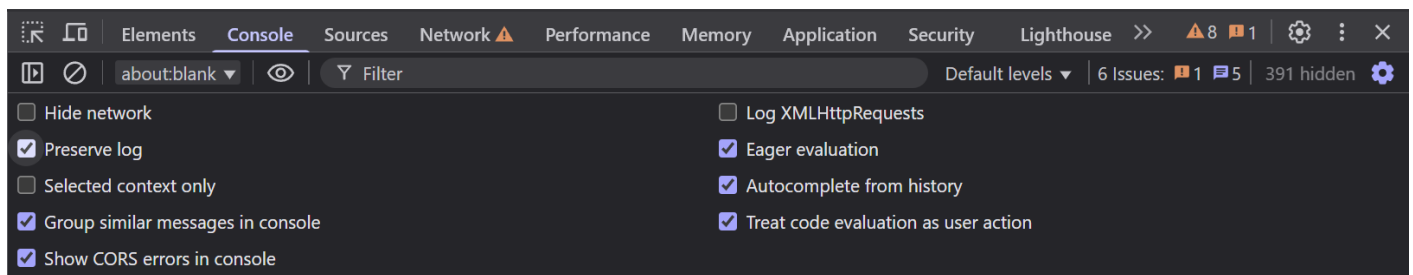 Elements Console Sources Network Performance Memory Application Security Lighthouse 8 1
about:blank Filter Default levels 6 Issues: 1 5 391 hidden
Hide network
Log XMLHttpRequests
Preserve log
Eager evaluation
Selected context only
Autocomplete from history
Group similar messages in console
Treat code evaluation as user action
Show CORS errors in console